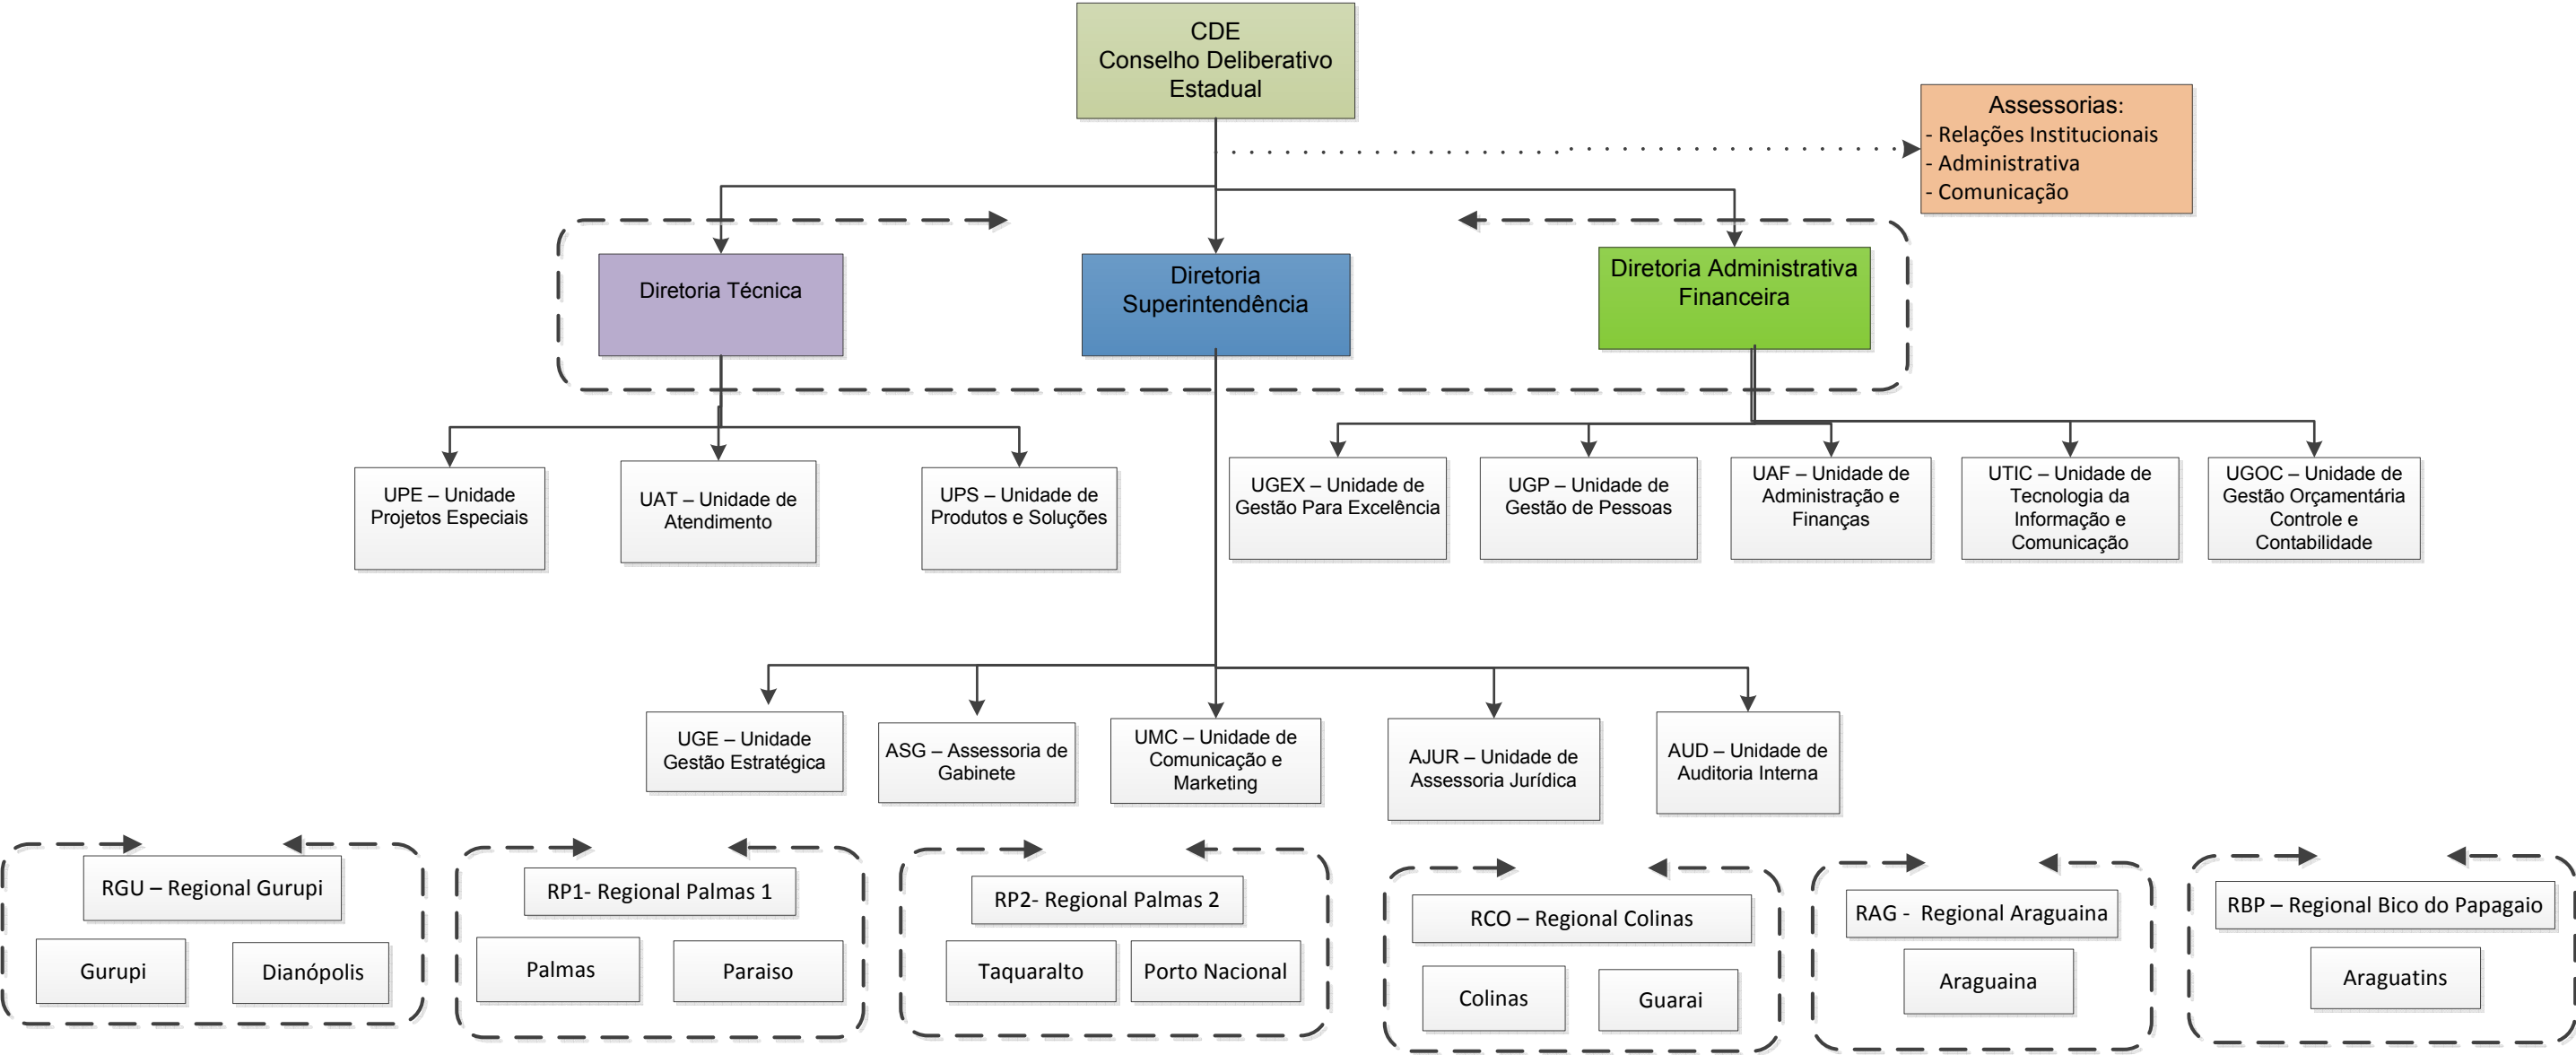 CDE
Conselho Deliberativo
Estadual
Assessorias:
- Relações Institucionais
- Administrativa
- Comunicação
Diretoria Técnica
Diretoria
Superintendência
Diretoria Administrativa
Financeira
UPE – Unidade
Projetos Especiais
UAT – Unidade de
Atendimento
UPS – Unidade de
Produtos e Soluções
UGEX – Unidade de
Gestão Para Excelência
UGP – Unidade de
Gestão de Pessoas
UAF – Unidade de
Administração e
Finanças
UTIC – Unidade de
Tecnologia da
Informação e
Comunicação
UGOC – Unidade de
Gestão Orçamentária
Controle e
Contabilidade
UGE – Unidade
Gestão Estratégica
ASG – Assessoria de
Gabinete
UMC – Unidade de
Comunicação e
Marketing
AJUR – Unidade de
Assessoria Jurídica
AUD – Unidade de
Auditoria Interna
RGU – Regional Gurupi
Gurupi
Dianópolis
RP1- Regional Palmas 1
Palmas
Paraiso
RP2- Regional Palmas 2
Taquaralto
Porto Nacional
RCO – Regional Colinas
Colinas
Guarai
RAG -  Regional Araguaina
Araguaina
RBP – Regional Bico do Papagaio
Araguatins